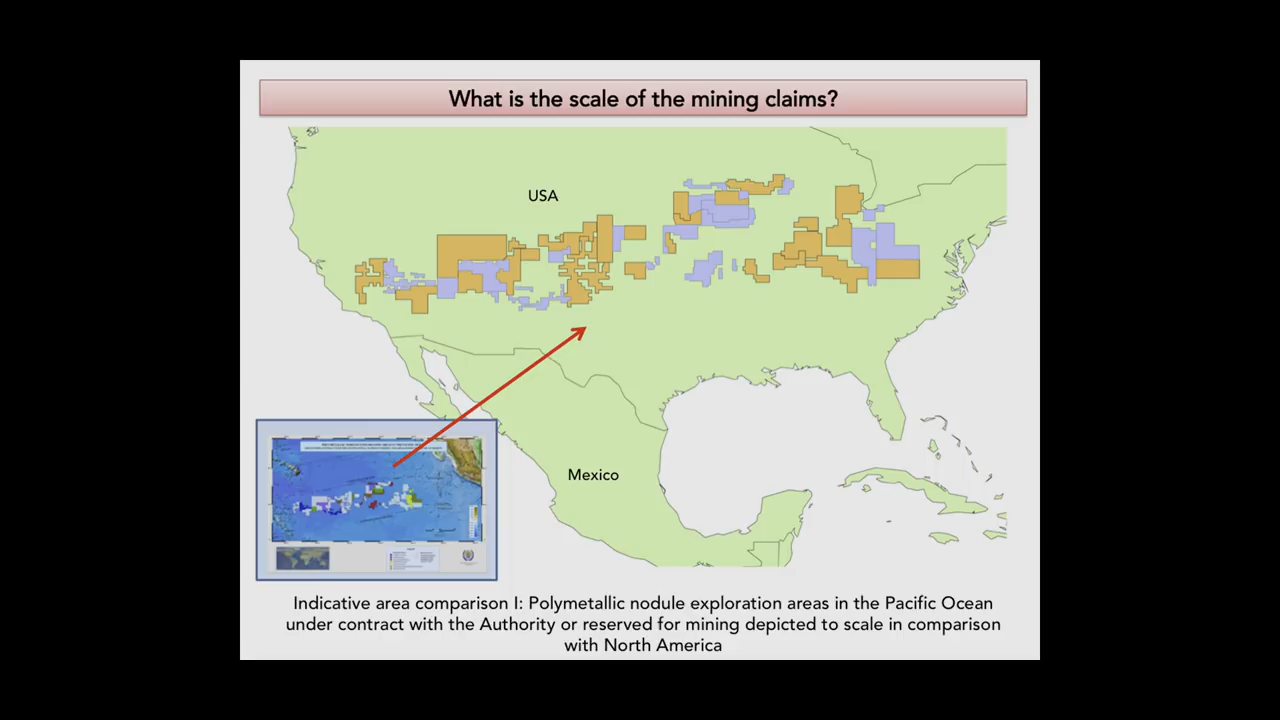 What is the scale of the mining claims?
USA
Mexico
Indicative area comparison I: Polymetallic nodule exploration areas in the Pacific Ocean
under contract with the Authority or reserved for mining depicted to scale in comparison
with North America